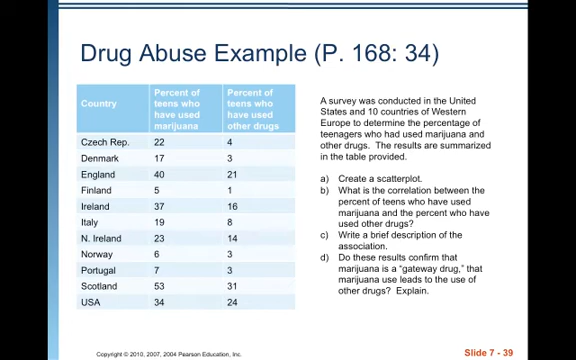 Drug Abuse Example (P. 168: 34)
Country
Percent of teens who have used marijuana
Percent of teens who have used other drugs
Czech Rep. 22 4
Denmark 17 3
England 40 21
Finland 5 1
Ireland 37 16
Italy 19 8
N. Ireland 23 14
Norway 6 3
Portugal 7 3
Scotland 53 31
USA 34 24
A survey was conducted in the United
States and 10 countries of Western
Europe to determine the percentage of
teenagers who had used marijuana and
other drugs. The results are summarized
in the table provided.
a) Create a scatterplot.
b) What is the correlation between the
percent of teens who have used
marijuana and the percent who have
used other drugs?
c) Write a brief description of the
association.
d) Do these results confirm that
marijuana is a "gateway drug," that
marijuana use leads to the use of
other drugs? Explain.
Copyright © 2010, 2007, 2004 Pearson Education, Inc.
Slide 7 - 39